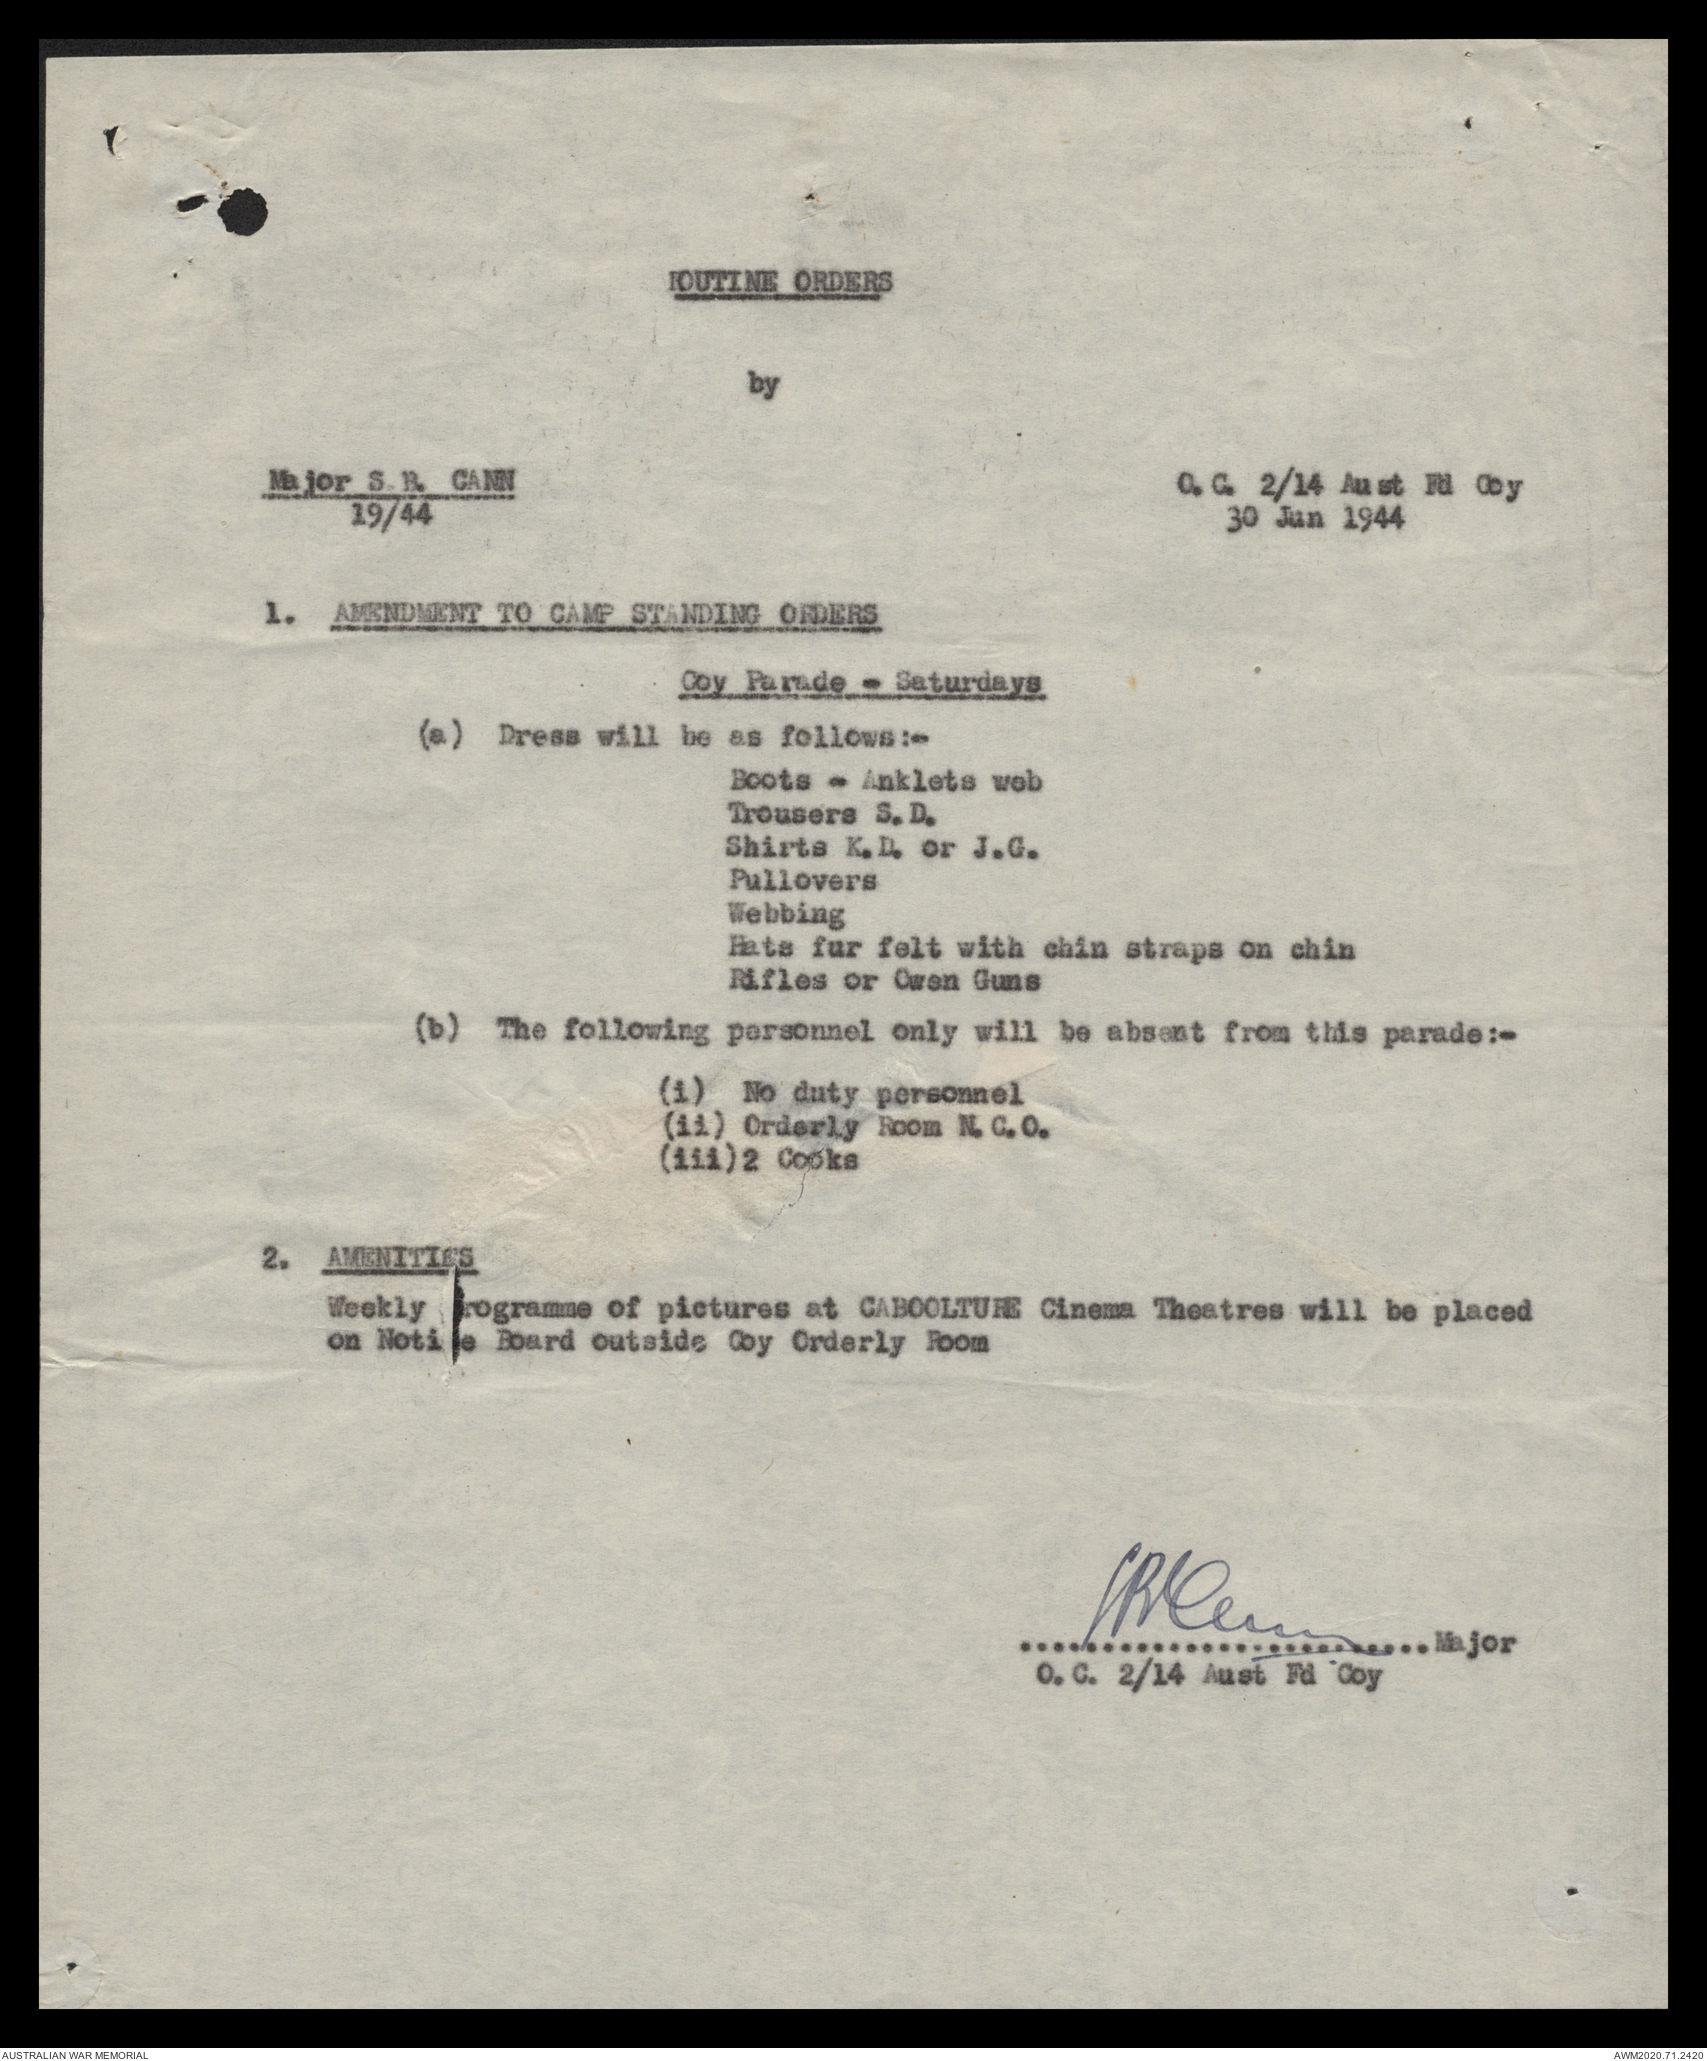 ROUTINE ORDERS
by
Major S.B. CANN
19/44
O.C. 2/14 Aust Fd Coy
30 Jun 1944
1. AMENDMENT TO CAMP STANDING ORDERS
Coy Parade - Saturdays
(a) Dress will be as follows:-
Boots - Anklets web
Trousers S.D.
Shirts K.D. or J.G.
Pullovers
Webbing
Hats fur felt with chin straps on chin
Rifles or Owen Guns
(b) The following personnel only will be absent from this parade:-
(i) No duty personnel
(ii) Orderly Room N.C.O.
(iii) 2 Cooks
2. AMENITIES
Weekly programme of pictures at CABOOLTURE Cinema Theatres will be placed
on Notice Board outside Coy Orderly Room
SBCann
..........................Major
O.C. 2/14 Aust Fd Coy
AUSTRALIAN WAR MEMORIAL
AWM2020.71.2420